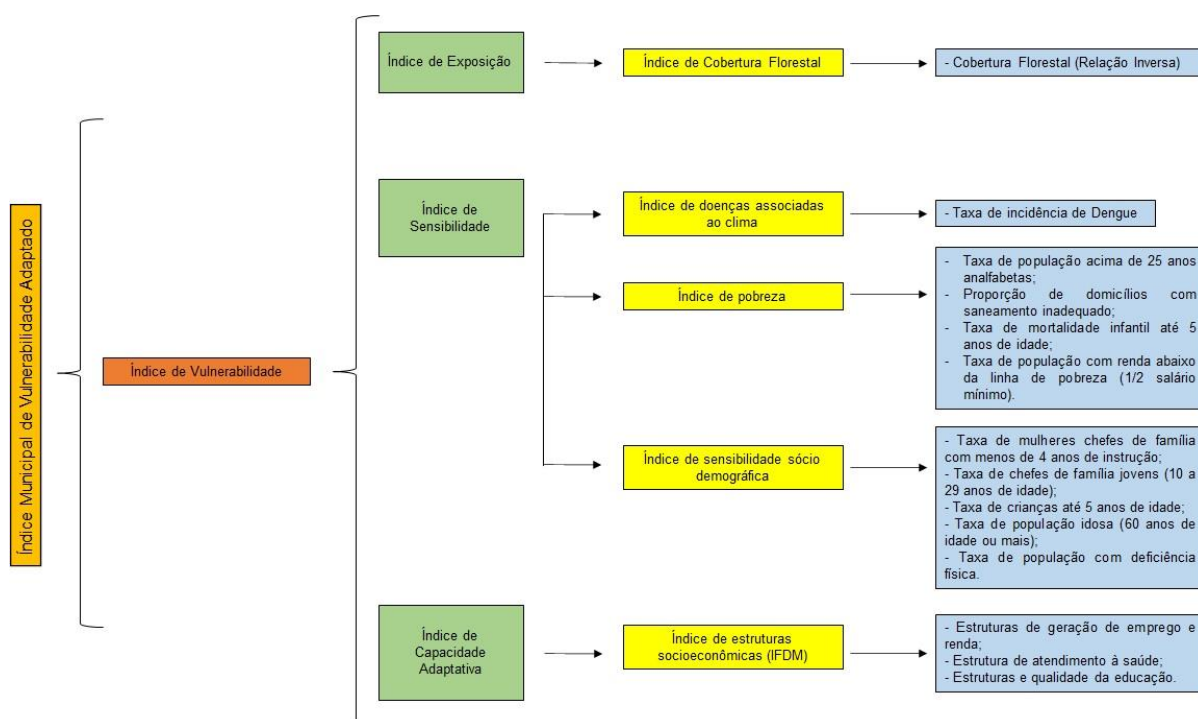 Índice Municipal de Vulnerabilidade Adaptado
Índice de Vulnerabilidade
Índice de Exposição
Índice de Cobertura Florestal
- Cobertura Florestal (Relação Inversa)
Índice de
Sensibilidade
Índice de doenças associadas
ao clima
- Taxa de incidência de Dengue
Índice de pobreza
- Taxa de população acima de 25 anos
analfabetas;
- Proporção de domicílios com
saneamento inadequado;
- Taxa de mortalidade infantil até 5
anos de idade;
- Taxa de população com renda abaixo
da linha de pobreza (1/2 salário
mínimo).
Índice de sensibilidade sócio
demográfica
- Taxa de mulheres chefes de família
com menos de 4 anos de instrução;
- Taxa de chefes de família jovens (10 a
29 anos de idade);
- Taxa de crianças até 5 anos de idade;
- Taxa de população idosa (60 anos de
idade ou mais);
- Taxa de população com deficiência
física.
Índice de
Capacidade
Adaptativa
Índice de estruturas
socioeconômicas (IFDM)
- Estruturas de geração de emprego e
renda;
- Estrutura de atendimento à saúde;
- Estruturas e qualidade da educação.